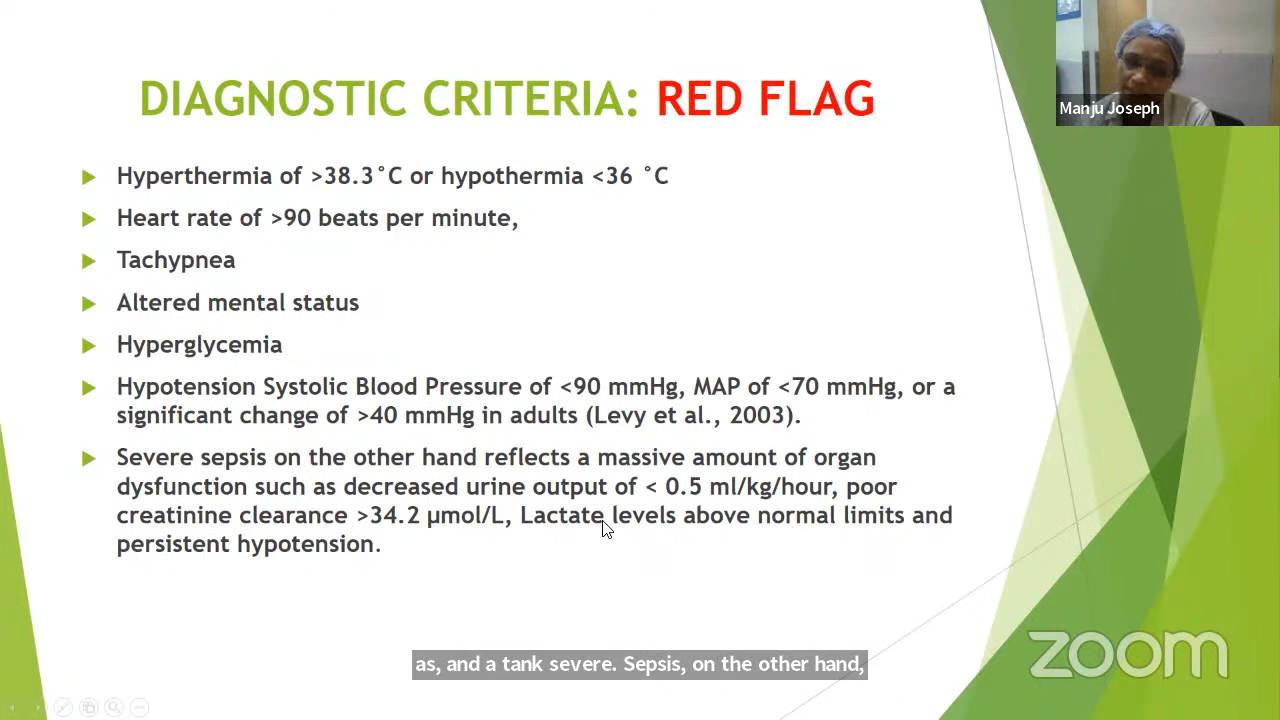 DIAGNOSTIC CRITERIA: RED FLAG
Manju Joseph
Hyperthermia of >38.3°C or hypothermia <36 °C
Heart rate of >90 beats per minute,
Tachypnea
Altered mental status
Hyperglycemia
Hypotension Systolic Blood Pressure of <90 mmHg, MAP of <70 mmHg, or a
significant change of >40 mmHg in adults (Levy et al., 2003).
Severe sepsis on the other hand reflects a massive amount of organ
dysfunction such as decreased urine output of < 0.5 ml/kg/hour, poor
creatinine clearance >34.2 µmol/L, Lactate levels above normal limits and
persistent hypotension.
as, and a tank severe. Sepsis, on the other hand,
zoom